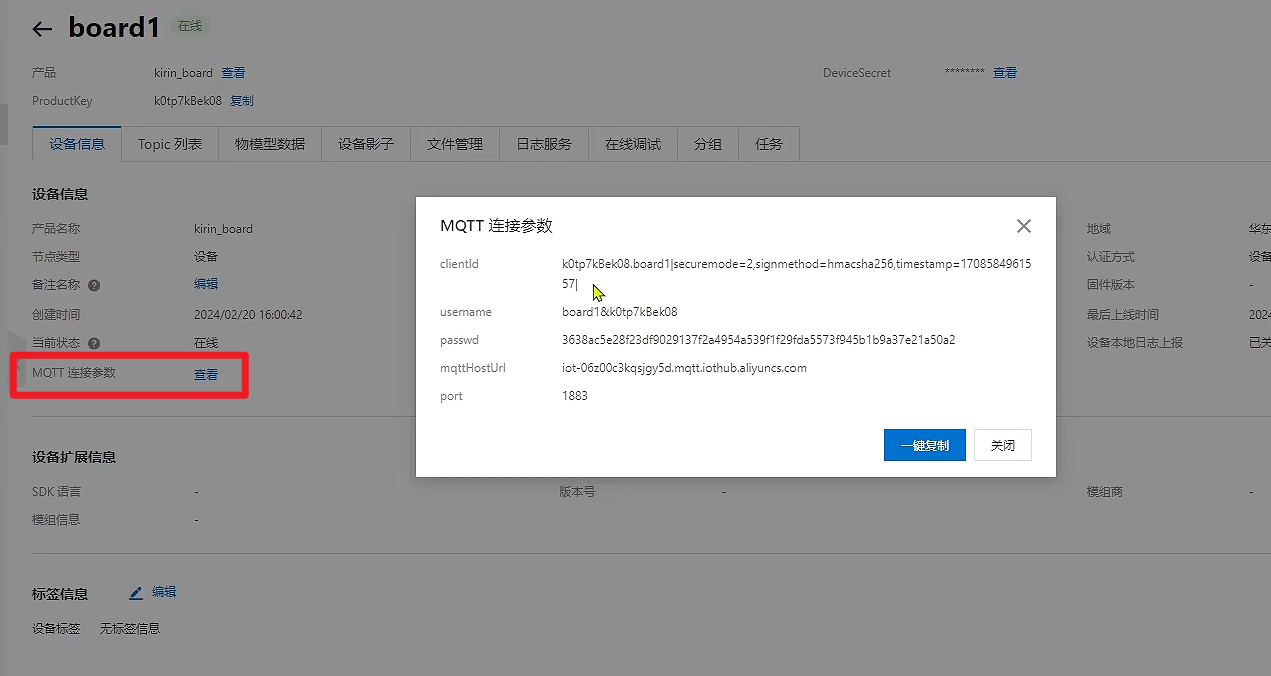 board1 在线
产品 kirin_board 查看 DeviceSecret ******** 查看
ProductKey k0tp7kBek08 复制
设备信息 Topic 列表 物模型数据 设备影子 文件管理 日志服务 在线调试 分组 任务
设备信息
产品名称 kirin_board 地域 华东
节点类型 设备 认证方式 设备
备注名称 编辑 固件版本 -
创建时间 2024/02/20 16:00:42 最后上线时间 2024
当前状态 在线 设备本地日志上报 已关
MQTT 连接参数 查看
MQTT 连接参数
clientId k0tp7kBek08.board1|securemode=2,signmethod=hmacsha256,timestamp=17085849615
57|
username board1&k0tp7kBek08
passwd 3638ac5e28f23df9029137f2a4954a539f1f29fda5573f945b1b9a37e21a50a2
mqttHostUrl iot-06z00c3kqsjgy5d.mqtt.iothub.aliyuncs.com
port 1883
一键复制 关闭
设备扩展信息
SDK 语言 - 版本号 - 模组商 -
模组信息 -
标签信息 编辑
设备标签 无标签信息